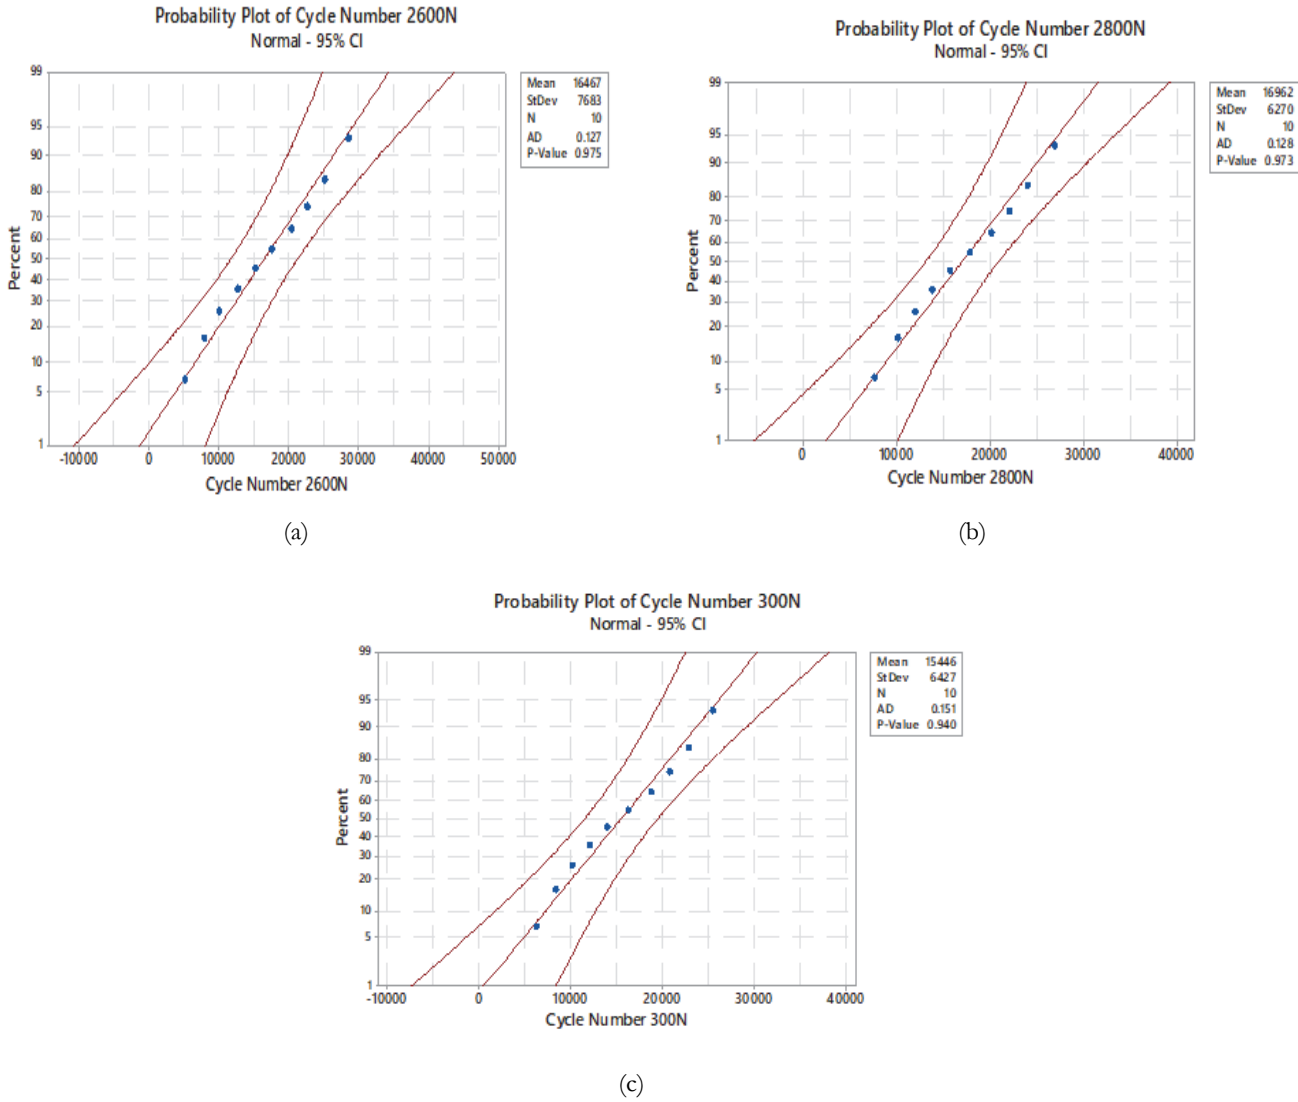 Probability Plot of Cycle Number 2600N
Normal - 95% CI
99
95
90
80
70
60
50
40
30
20
10
5
1
Percent
-10000 0 10000 20000 30000 40000 50000
Cycle Number 2600N
Mean 16467
StDev 7683
N 10
AD 0.127
P-Value 0.975
(a)
Probability Plot of Cycle Number 2800N
Normal - 95% CI
99
95
90
80
70
60
50
40
30
20
10
5
1
Percent
0 10000 20000 30000 40000
Cycle Number 2800N
Mean 16962
StDev 6270
N 10
AD 0.128
P-Value 0.973
(b)
Probability Plot of Cycle Number 300N
Normal - 95% CI
99
95
90
80
70
60
50
40
30
20
10
5
1
Percent
-10000 0 10000 20000 30000 40000
Cycle Number 300N
Mean 15446
StDev 6427
N 10
AD 0.151
P-Value 0.940
(c)